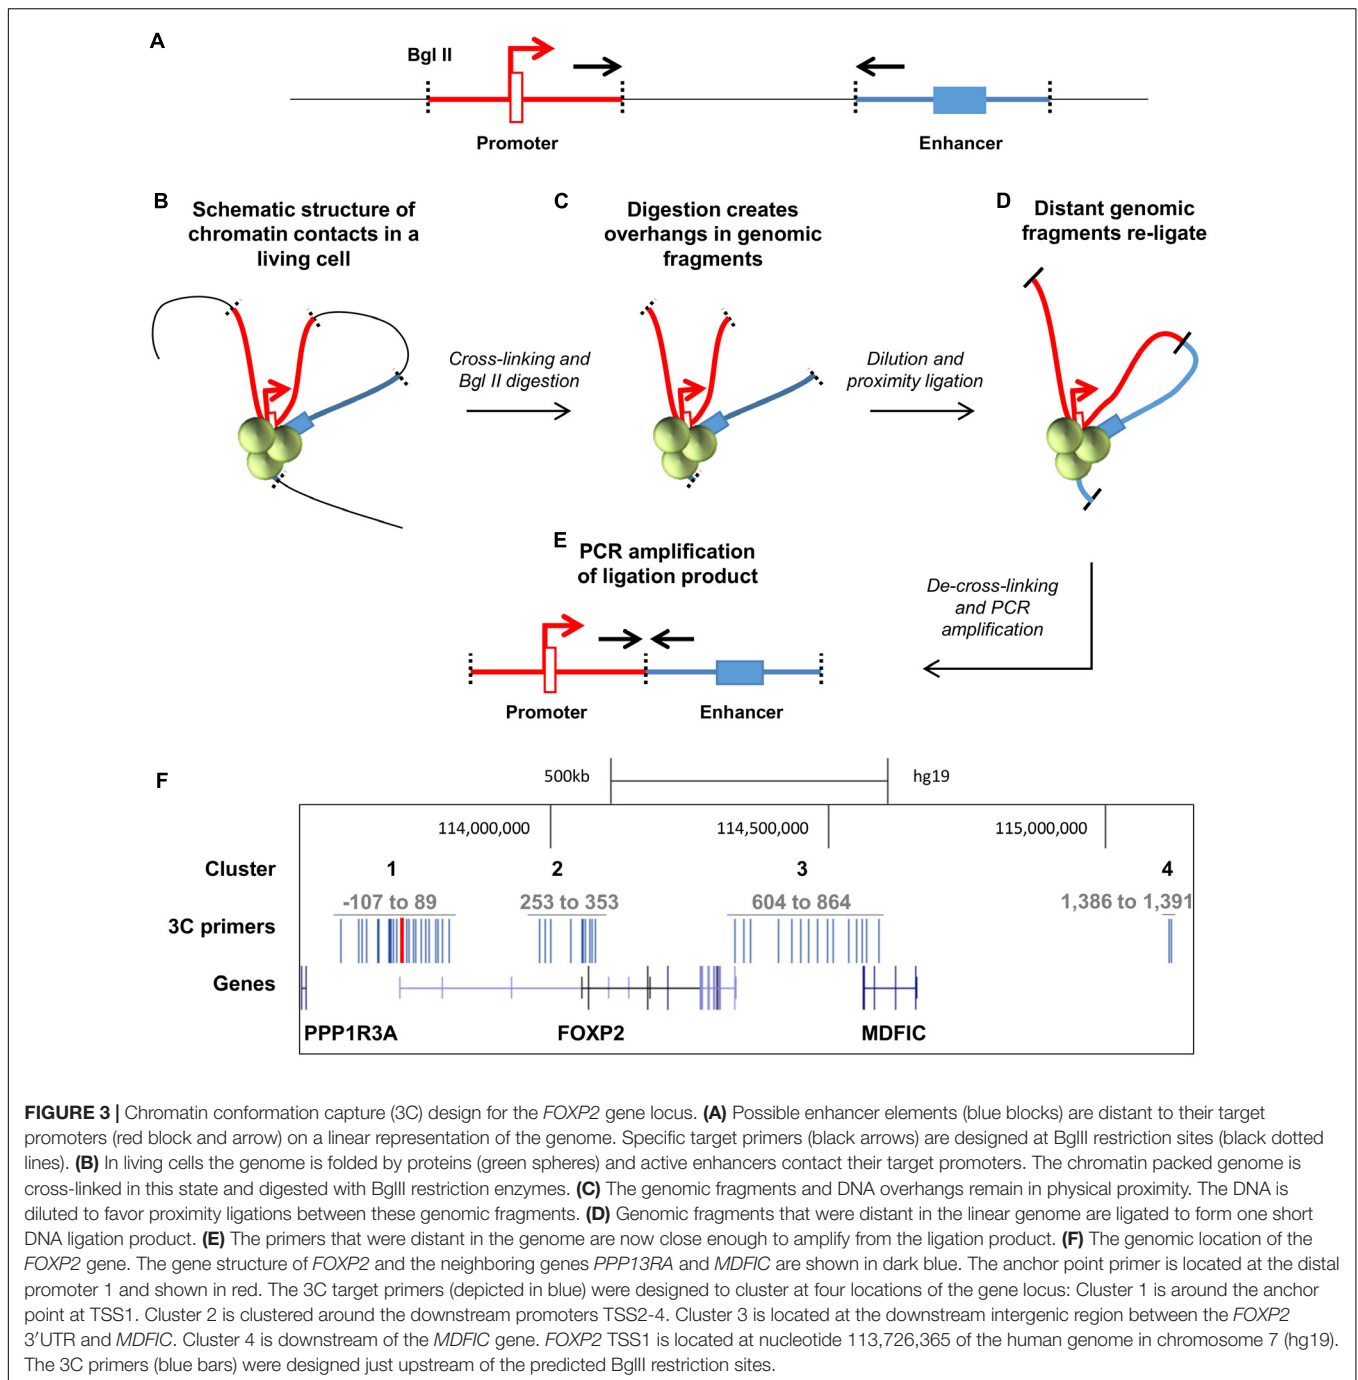 A
Bgl II
Promoter
Enhancer
B
Schematic structure of
chromatin contacts in a
living cell
Cross-linking and
Bgl II digestion
C
Digestion creates
overhangs in genomic
fragments
Dilution and
proximity ligation
D
Distant genomic
fragments re-ligate
De-cross-linking
and PCR
amplification
E
PCR amplification
of ligation product
Promoter
Enhancer
F
500kb
hg19
114,000,000
114,500,000
115,000,000
Cluster
1
2
3
4
-107 to 89
253 to 353
604 to 864
1,386 to 1,391
3C primers
Genes
PPP1R3A
FOXP2
MDFIC
FIGURE 3 | Chromatin conformation capture (3C) design for the FOXP2 gene locus. (A) Possible enhancer elements (blue blocks) are distant to their target
promoters (red block and arrow) on a linear representation of the genome. Specific target primers (black arrows) are designed at BglII restriction sites (black dotted
lines). (B) In living cells the genome is folded by proteins (green spheres) and active enhancers contact their target promoters. The chromatin packed genome is
cross-linked in this state and digested with BglII restriction enzymes. (C) The genomic fragments and DNA overhangs remain in physical proximity. The DNA is
diluted to favor proximity ligations between these genomic fragments. (D) Genomic fragments that were distant in the linear genome are ligated to form one short
DNA ligation product. (E) The primers that were distant in the genome are now close enough to amplify from the ligation product. (F) The genomic location of the
FOXP2 gene. The gene structure of FOXP2 and the neighboring genes PPP13RA and MDFIC are shown in dark blue. The anchor point primer is located at the distal
promoter 1 and shown in red. The 3C target primers (depicted in blue) were designed to cluster at four locations of the gene locus: Cluster 1 is around the anchor
point at TSS1. Cluster 2 is clustered around the downstream promoters TSS2-4. Cluster 3 is located at the downstream intergenic region between the FOXP2
3′UTR and MDFIC. Cluster 4 is downstream of the MDFIC gene. FOXP2 TSS1 is located at nucleotide 113,726,365 of the human genome in chromosome 7 (hg19).
The 3C primers (blue bars) were designed just upstream of the predicted BglII restriction sites.